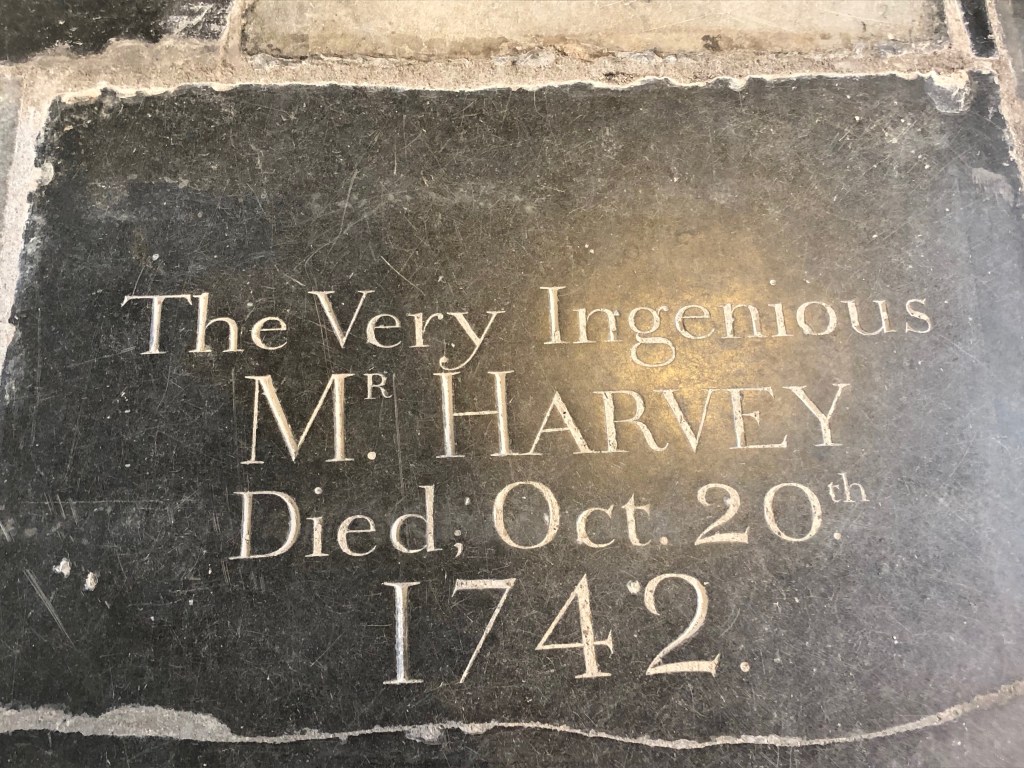 The Very Ingenious
Mᴿ. HARVEY
Died; Oct. 20th.
1742.